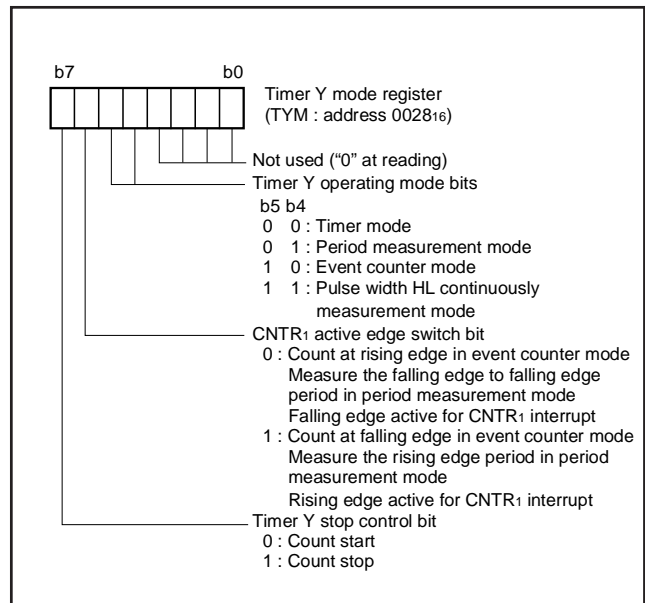 b7 b0
Timer Y mode register
(TYM : address 002816)
Not used (“0” at reading)
Timer Y operating mode bits
b5 b4
0 0 : Timer mode
0 1 : Period measurement mode
1 0 : Event counter mode
1 1 : Pulse width HL continuously
measurement mode
CNTR1 active edge switch bit
0 : Count at rising edge in event counter mode
Measure the falling edge to falling edge
period in period measurement mode
Falling edge active for CNTR1 interrupt
1 : Count at falling edge in event counter mode
Measure the rising edge period in period
measurement mode
Rising edge active for CNTR1 interrupt
Timer Y stop control bit
0 : Count start
1 : Count stop